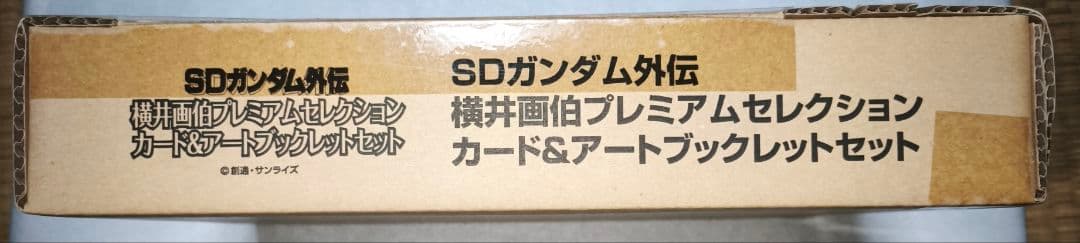 SDガンダム外伝
横井画伯プレミアムセレクション
カード&アートブックレットセット
©創通・サンライズ
SDガンダム外伝
横井画伯プレミアムセレクション
カード&アートブックレットセット